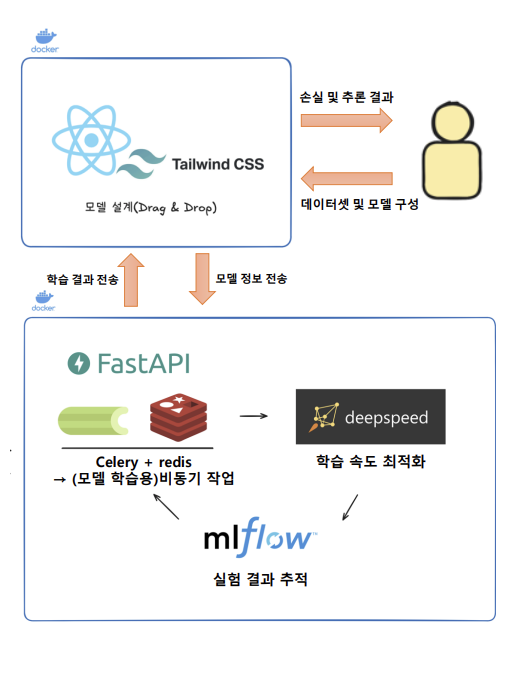 docker
손실 및 추론 결과
Tailwind CSS
모델 설계(Drag & Drop)
데이터셋 및 모델 구성
학습 결과 전송
모델 정보 전송
docker
FastAPI
deepspeed
Celery + redis
→ (모델 학습용)비동기 작업
학습 속도 최적화
mlflow™
실험 결과 추적